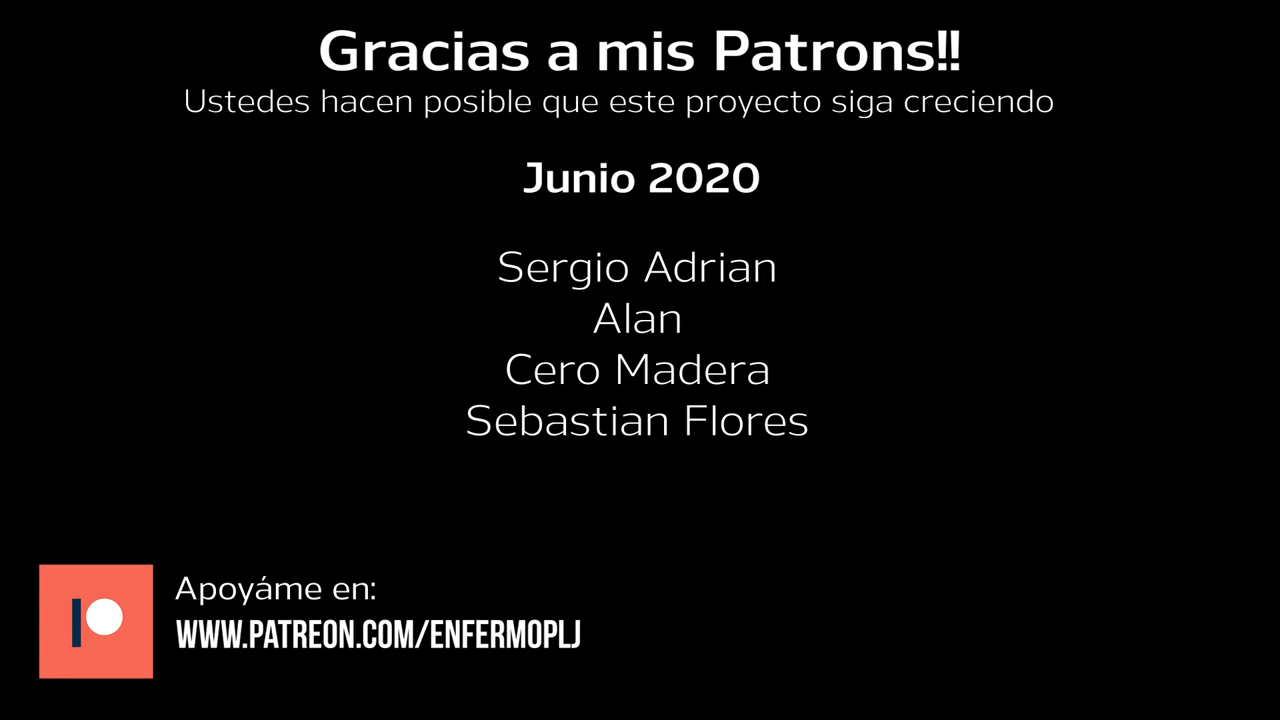 Gracias a mis Patrons!!
Ustedes hacen posible que este proyecto siga creciendo
Junio 2020
Sergio Adrian
Alan
Cero Madera
Sebastian Flores
Apoyáme en:
WWW.PATREON.COM/ENFERMOPLJ